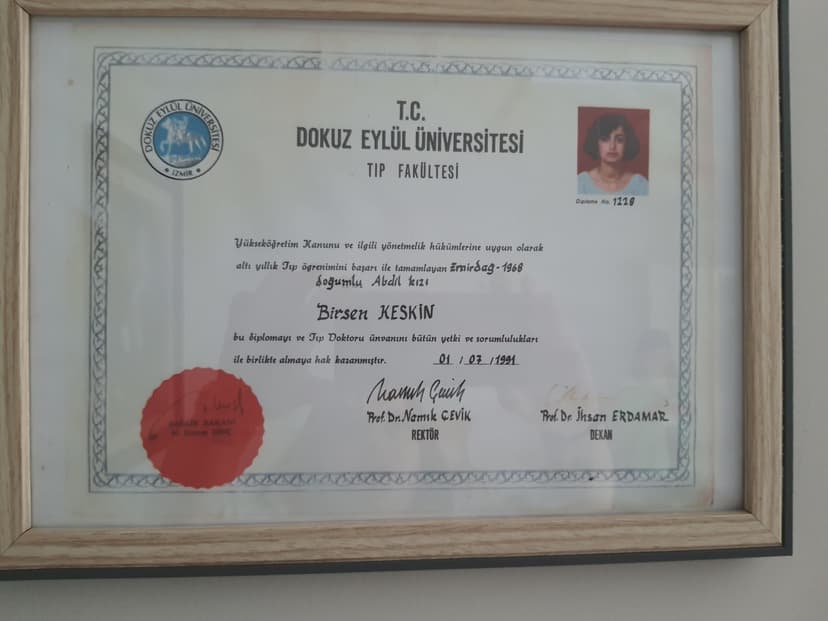 DOKUZ EYLÜL ÜNİVERSİTESİ
İZMİR
T.C.
DOKUZ EYLÜL ÜNİVERSİTESİ
TIP FAKÜLTESİ
Diploma No. 1228
Yükseköğretim Kanunu ve ilgili yönetmelik hükümlerine uygun olarak
altı yıllık Tıp öğrenimini başarı ile tamamlayan Emirdağ-1968
doğumlu Abdil kızı
Birsen KESKİN
bu diplomayı ve Tıp Doktoru ünvanını bütün yetki ve sorumlulukları
ile birlikte almaya hak kazanmıştır. 01 / 07 / 1991
Prof. Dr. Namık ÇEVİK
REKTÖR
Prof. Dr. İhsan ERDAMAR
DEKAN